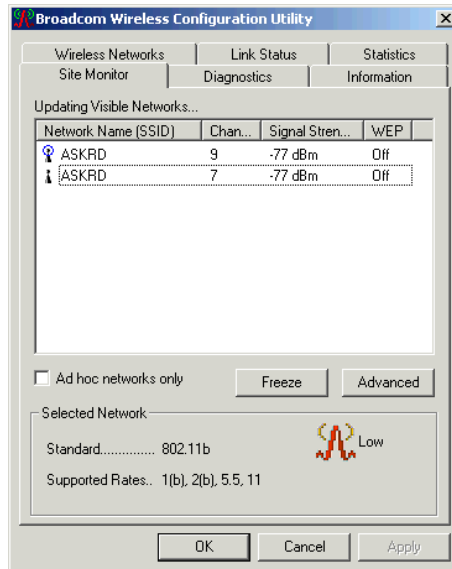 Broadcom Wireless Configuration Utility
Wireless Networks Link Status Statistics
Site Monitor Diagnostics Information
Updating Visible Networks...
Network Name (SSID) Chan... Signal Stren... WEP
ASKRD 9 -77 dBm Off
ASKRD 7 -77 dBm Off
Ad hoc networks only Freeze Advanced
Selected Network
Low
Standard.............. 802.11b
Supported Rates.. 1(b), 2(b), 5.5, 11
OK Cancel Apply